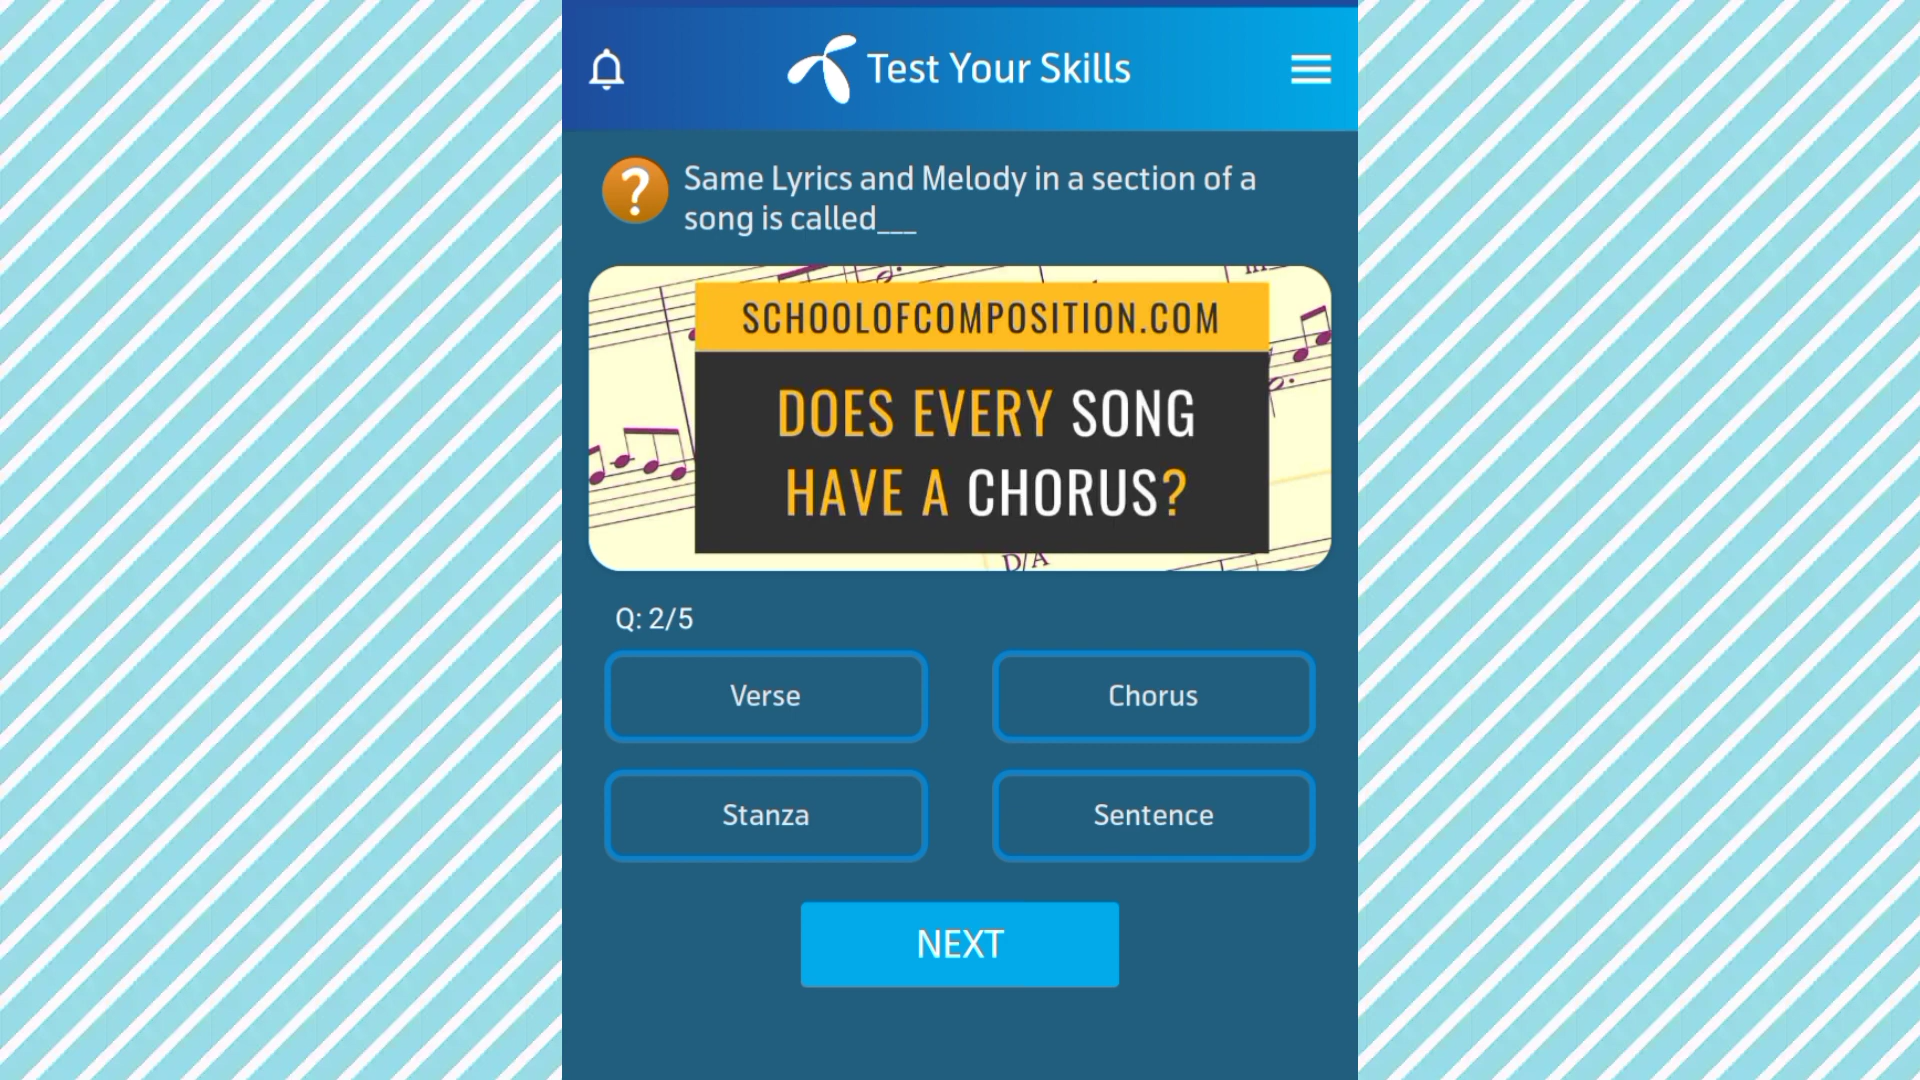 Test Your Skills
Same Lyrics and Melody in a section of a
song is called___
SCHOOLOFCOMPOSITION.COM
DOES EVERY SONG
HAVE A CHORUS?
D/A
Q: 2/5
Verse
Chorus
Stanza
Sentence
NEXT